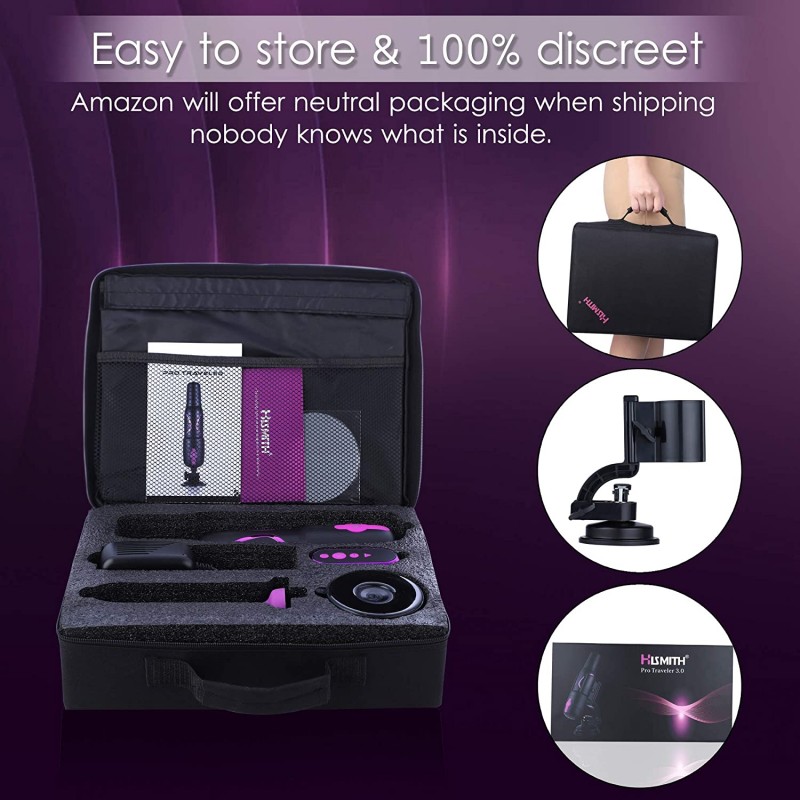 Easy to store & 100% discreet
Amazon will offer neutral packaging when shipping
nobody knows what is inside.
HISMITH
PRO TRAVELER
HISMITH®
HISMITH®
Pro Traveler 3.0